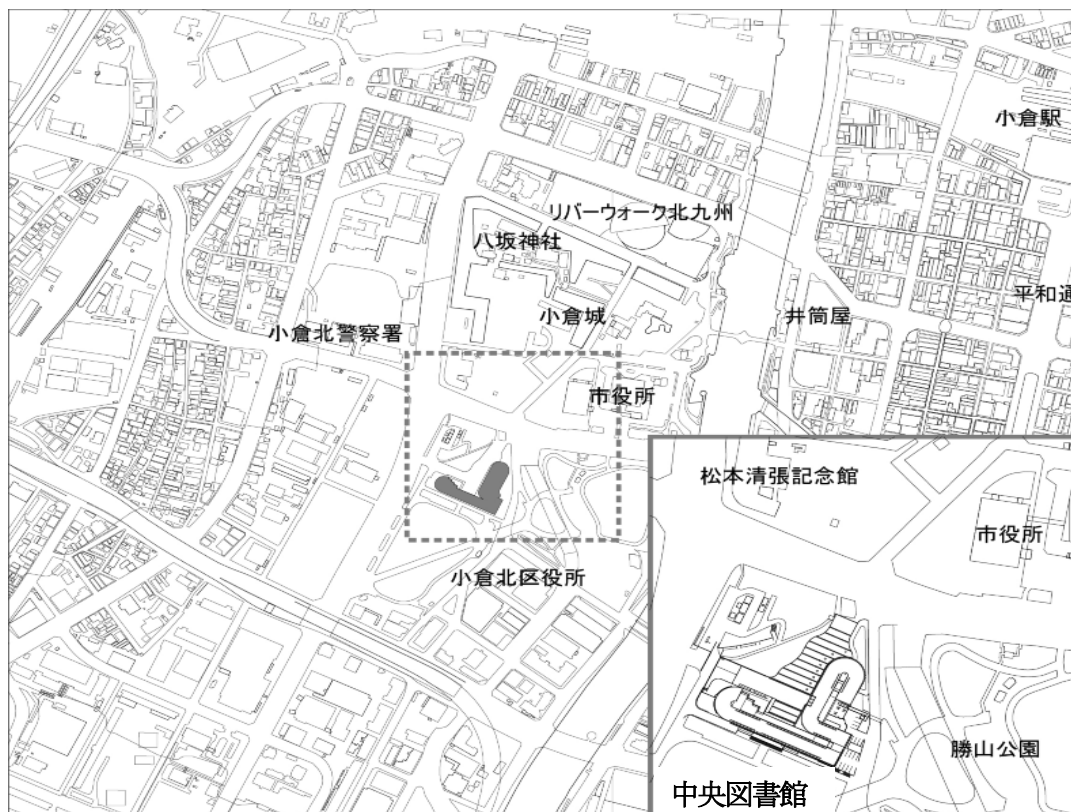 小倉駅
リバーウォーク北九州
八坂神社
平和通
小倉城
井筒屋
小倉北警察署
市役所
松本清張記念館
市役所
小倉北区役所
勝山公園
中央図書館